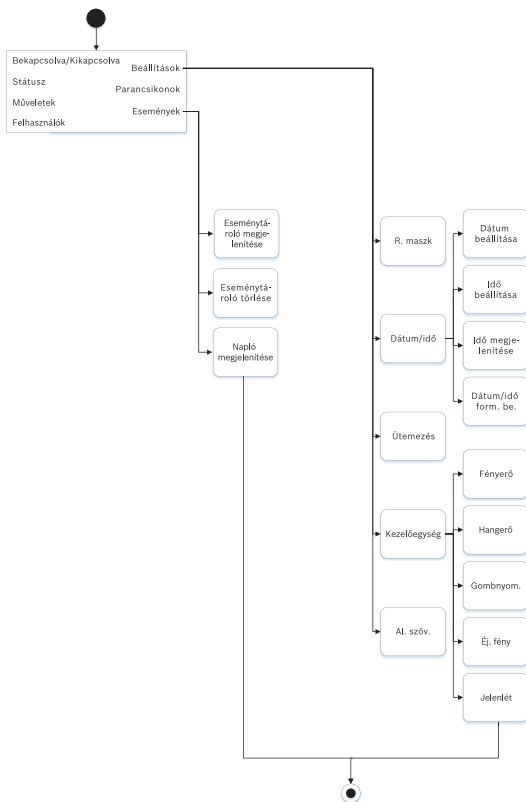 Bekapcsolva/Kikapcsolva
Státusz
Műveletek
Felhasználók
Beállítások
Parancsikonok
Események
Eseménytá-
roló megje-
lenítése
Eseménytá-
roló törlése
Napló
megjelenítése
R. maszk
Dátum/idő
Ütemezés
Kezelőegység
Al. szöv.
Dátum
beállítása
Idő
beállítása
Idő megje-
lenítése
Dátum/idő
form. be.
Fényerő
Hangerő
Gombnyom.
Éj. fény
Jelenlét